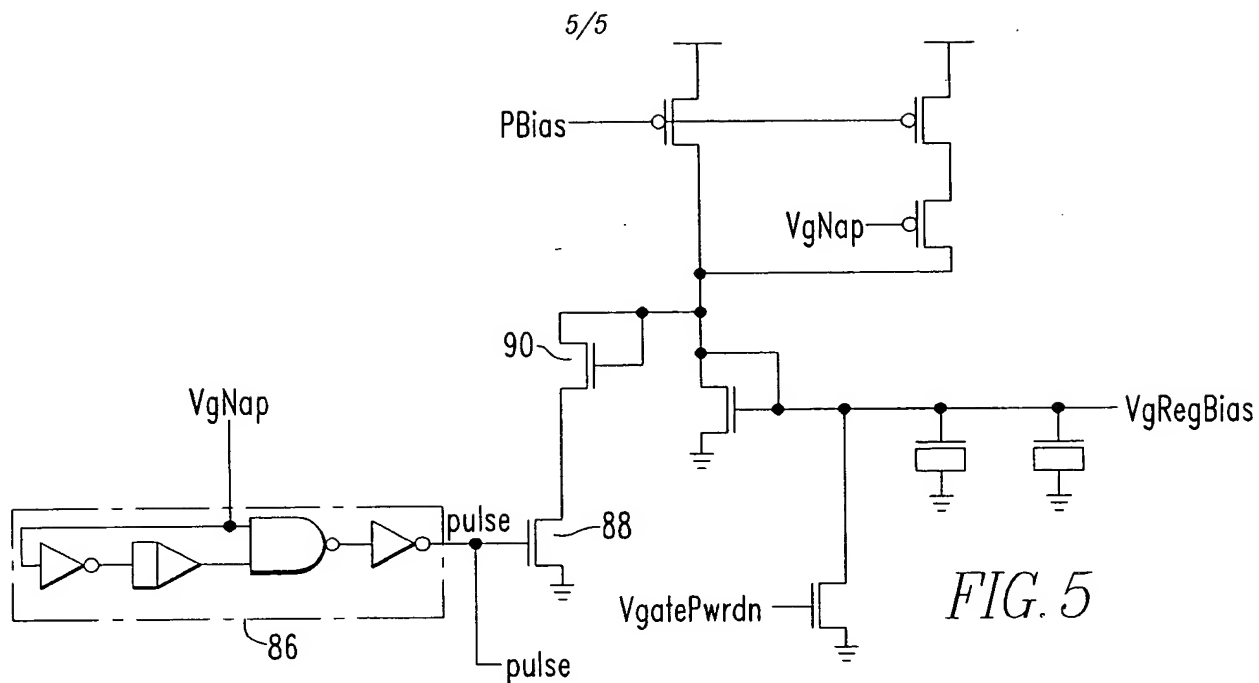 5/5
PBias
VgNap
90
VgNap
VgRegBias
pulse
88
VgatePwrdn
FIG. 5
86
pulse